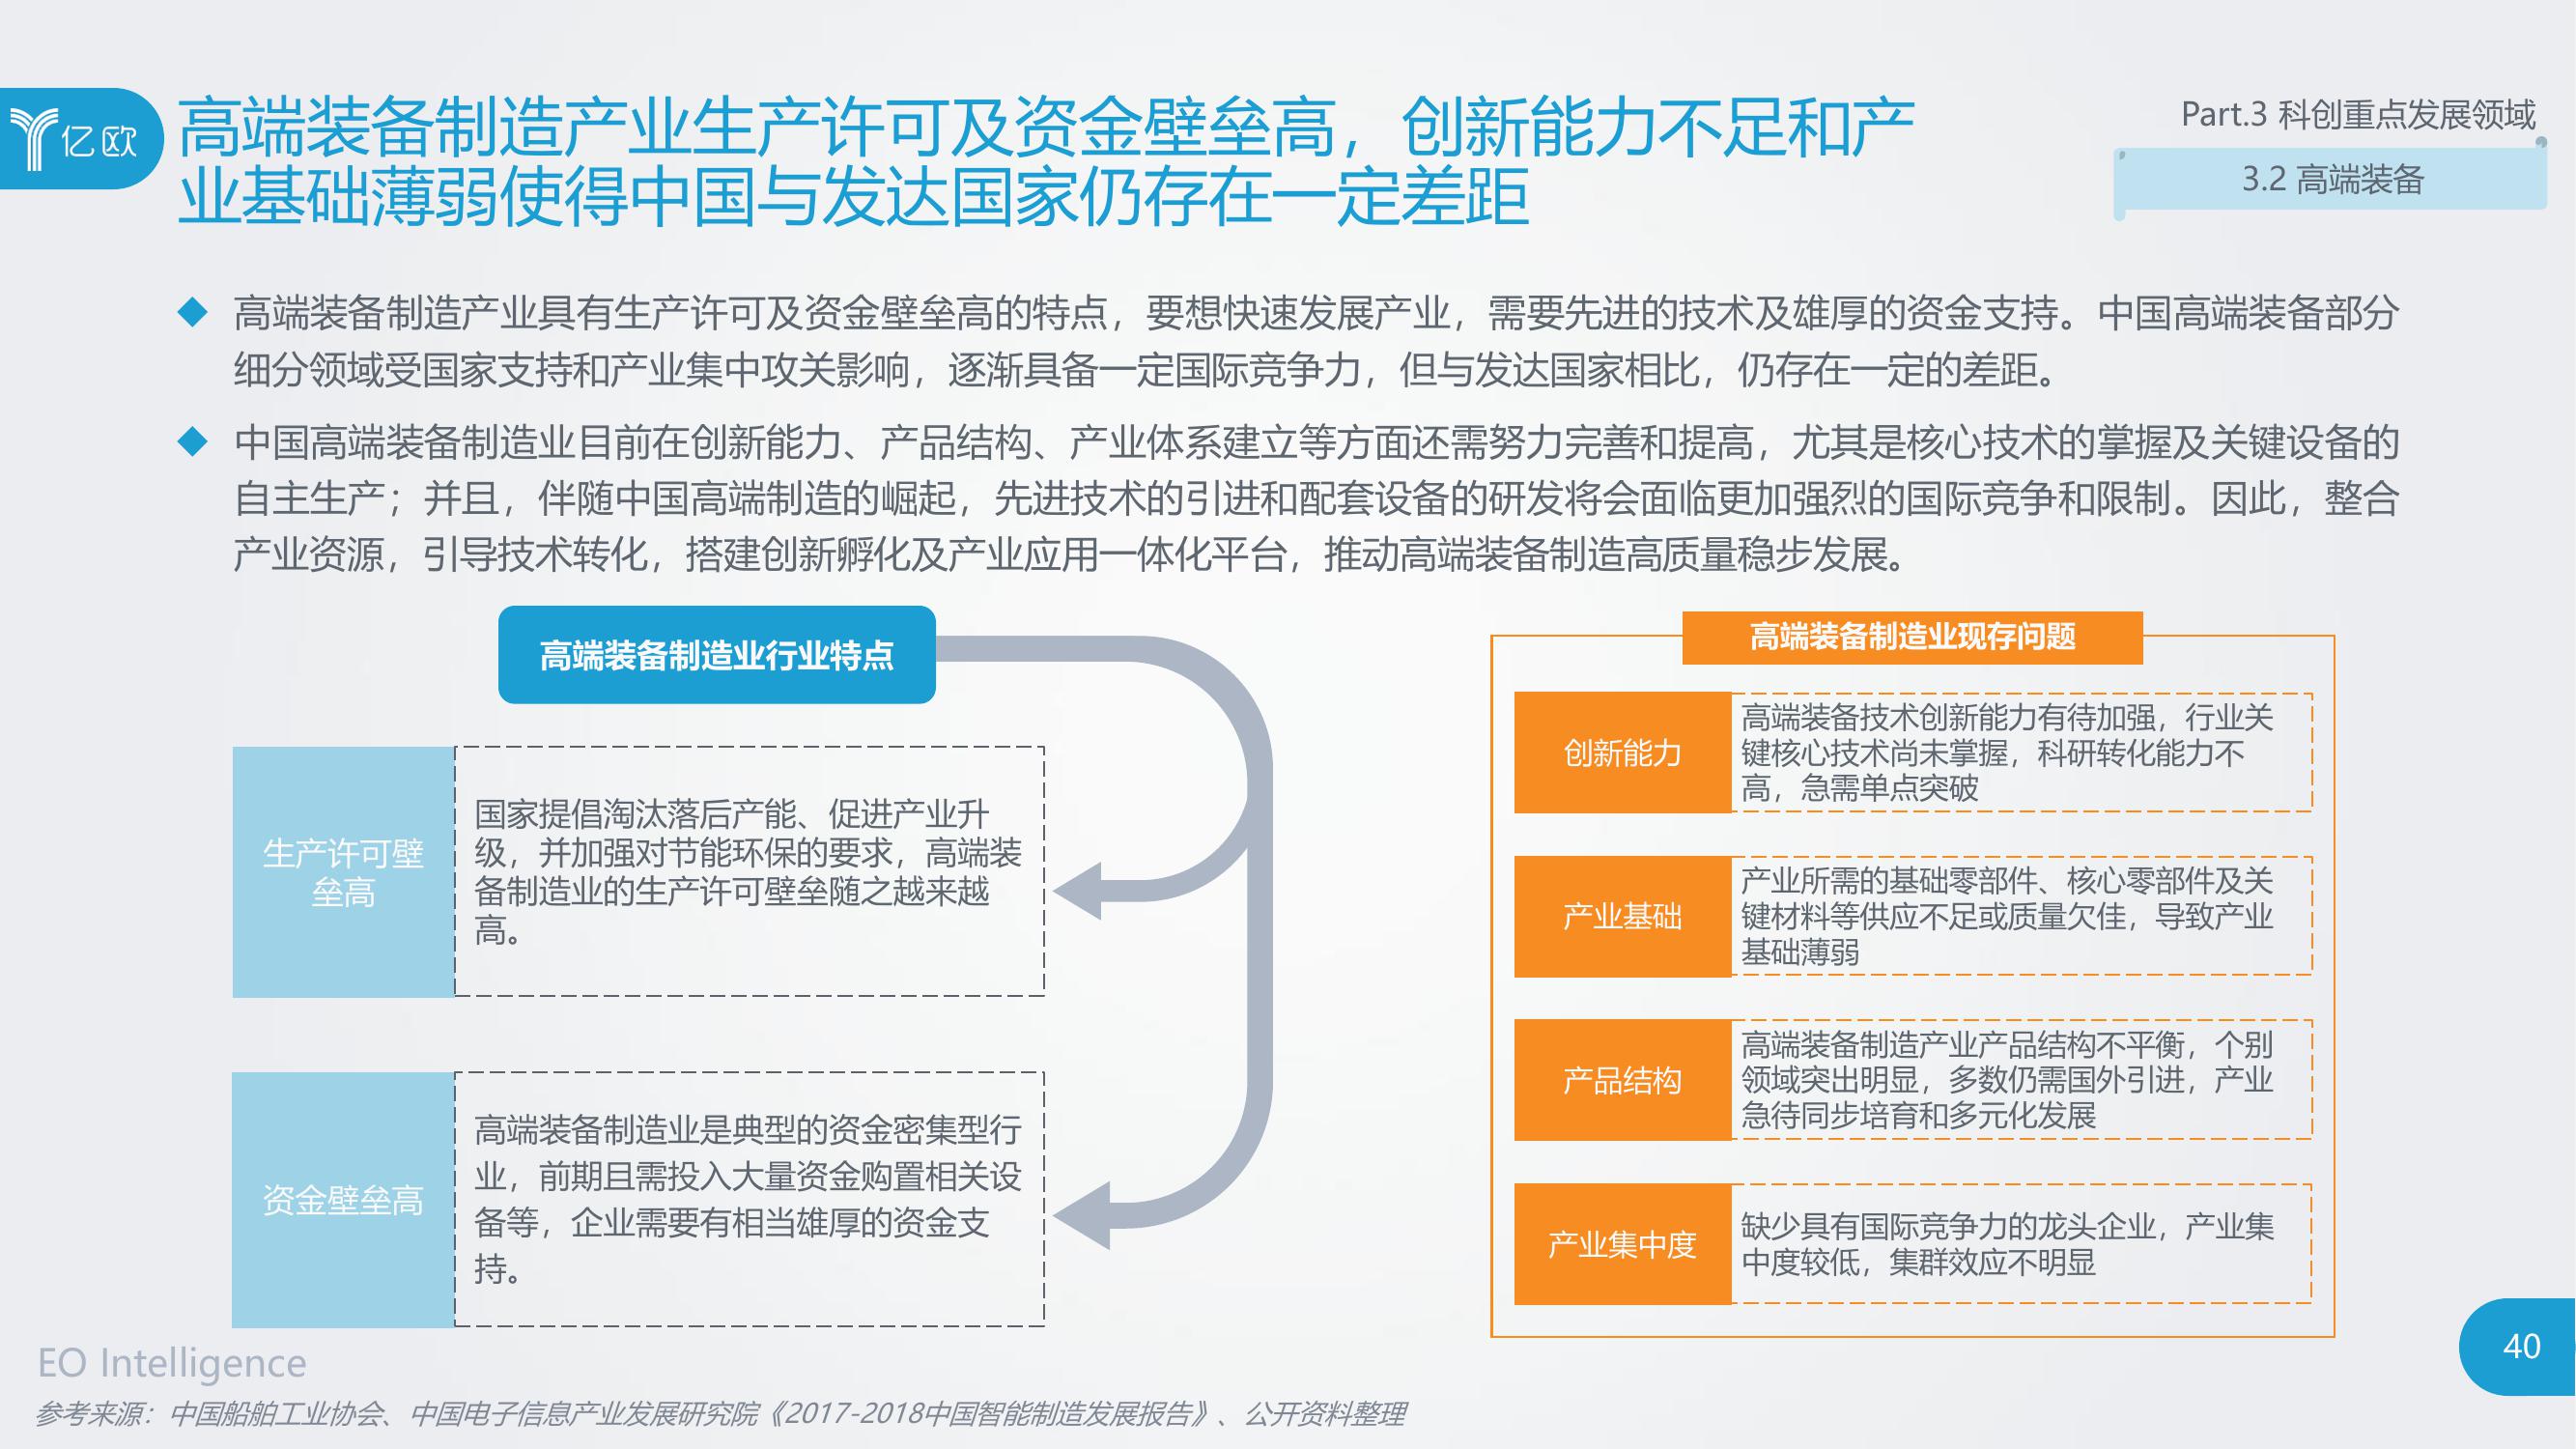 亿欧
高端装备制造产业生产许可及资金壁垒高，创新能力不足和产
业基础薄弱使得中国与发达国家仍存在一定差距
Part.3 科创重点发展领域
3.2 高端装备
高端装备制造产业具有生产许可及资金壁垒高的特点，要想快速发展产业，需要先进的技术及雄厚的资金支持。中国高端装备部分
细分领域受国家支持和产业集中攻关影响，逐渐具备一定国际竞争力，但与发达国家相比，仍存在一定的差距。
中国高端装备制造业目前在创新能力、产品结构、产业体系建立等方面还需努力完善和提高，尤其是核心技术的掌握及关键设备的
自主生产；并且，伴随中国高端制造的崛起，先进技术的引进和配套设备的研发将会面临更加强烈的国际竞争和限制。因此，整合
产业资源，引导技术转化，搭建创新孵化及产业应用一体化平台，推动高端装备制造高质量稳步发展。
高端装备制造业行业特点
生产许可壁
垒高
国家提倡淘汰落后产能、促进产业升
级，并加强对节能环保的要求，高端装
备制造业的生产许可壁垒随之越来越
高。
资金壁垒高
高端装备制造业是典型的资金密集型行
业，前期且需投入大量资金购置相关设
备等，企业需要有相当雄厚的资金支
持。
高端装备制造业现存问题
创新能力
高端装备技术创新能力有待加强，行业关
键核心技术尚未掌握，科研转化能力不
高，急需单点突破
产业基础
产业所需的基础零部件、核心零部件及关
键材料等供应不足或质量欠佳，导致产业
基础薄弱
产品结构
高端装备制造产业产品结构不平衡，个别
领域突出明显，多数仍需国外引进，产业
急待同步培育和多元化发展
产业集中度
缺少具有国际竞争力的龙头企业，产业集
中度较低，集群效应不明显
EO Intelligence
参考来源：中国船舶工业协会、中国电子信息产业发展研究院《2017-2018中国智能制造发展报告》、公开资料整理
40